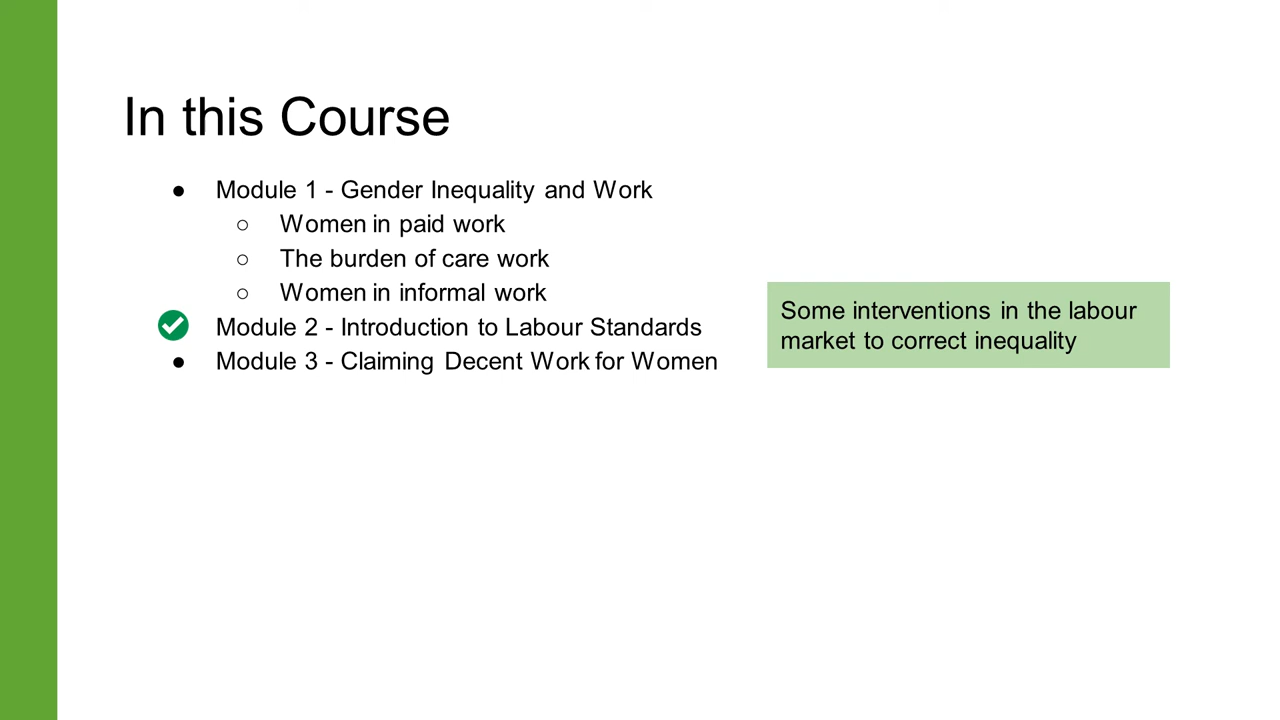 In this Course
● Module 1 - Gender Inequality and Work
○ Women in paid work
○ The burden of care work
○ Women in informal work
Module 2 - Introduction to Labour Standards
● Module 3 - Claiming Decent Work for Women
Some interventions in the labour
market to correct inequality